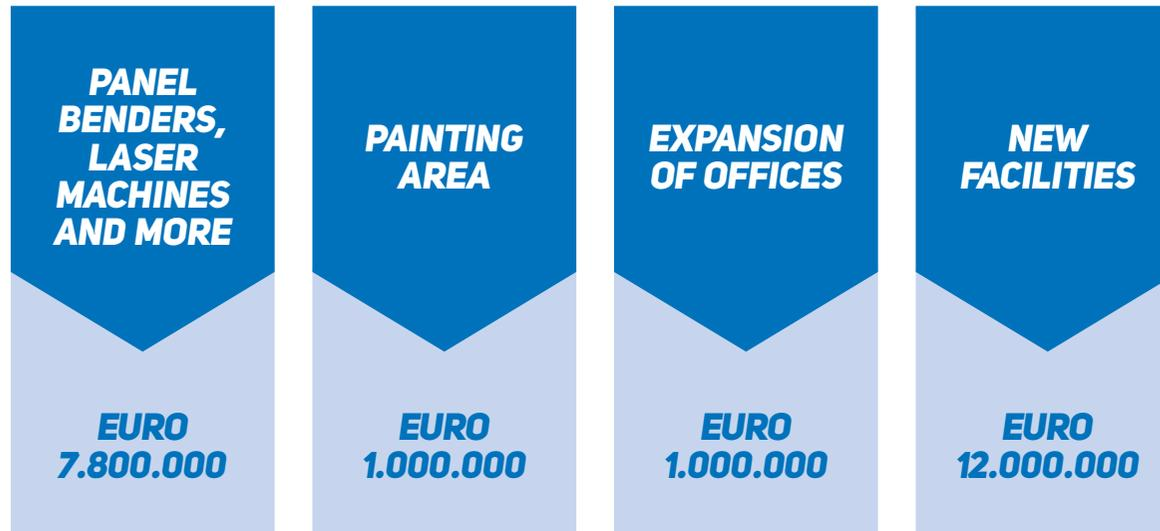 PANEL
BENDERS,
LASER
MACHINES
AND MORE
EURO
7.800.000
PAINTING
AREA
EURO
1.000.000
EXPANSION
OF OFFICES
EURO
1.000.000
NEW
FACILITIES
EURO
12.000.000